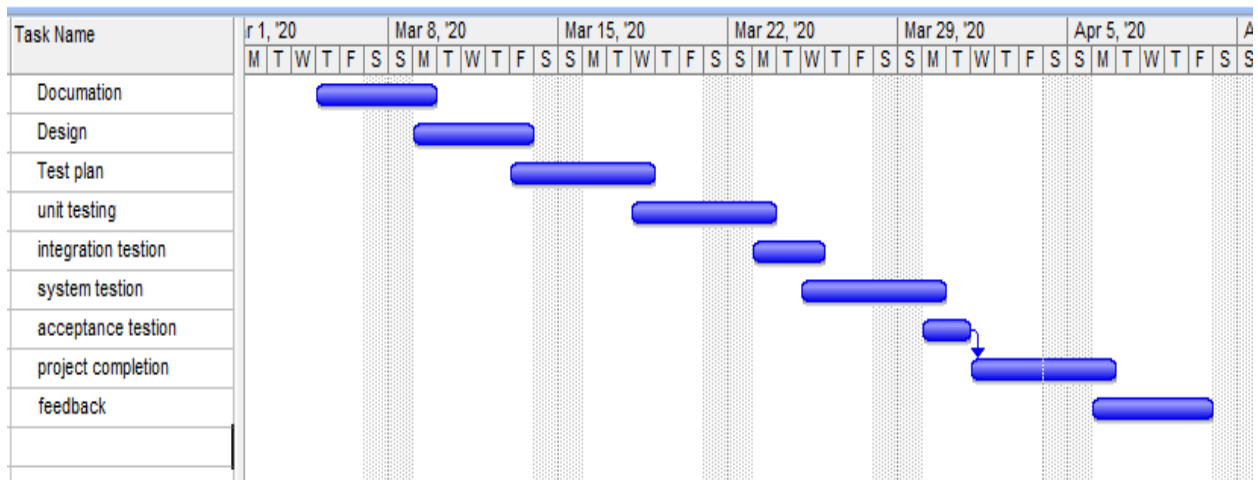 Task Name r 1, '20 Mar 8, '20 Mar 15, '20 Mar 22, '20 Mar 29, '20 Apr 5, '20 A
M T W T F S S M T W T F S S M T W T F S S M T W T F S S M T W T F S S M T W T F S S
Documation
Design
Test plan
unit testing
integration testion
system testion
acceptance testion
project completion
feedback